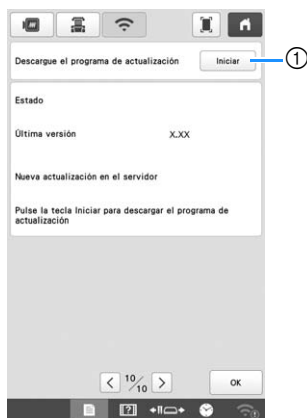 Descargue el programa de actualización
Iniciar
①
Estado
Última versión X.XX
Nueva actualización en el servidor
Pulse la tecla Iniciar para descargar el programa de
actualización
< 10/10 >
OK
?